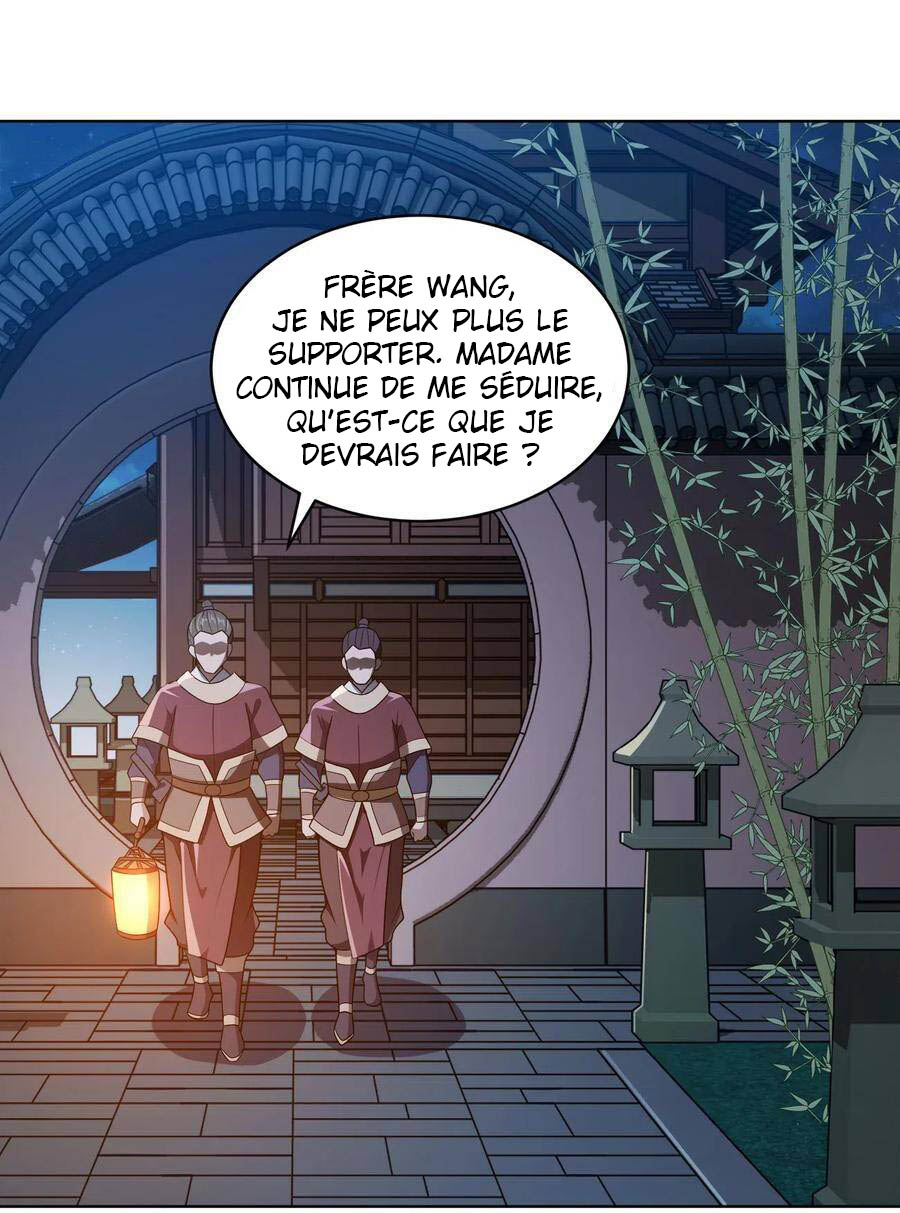 FRÈRE WANG,
JE NE PEUX PLUS LE
SUPPORTER. MADAME
CONTINUE DE ME SÉDUIRE,
QU'EST-CE QUE JE
DEVRAIS FAIRE ?